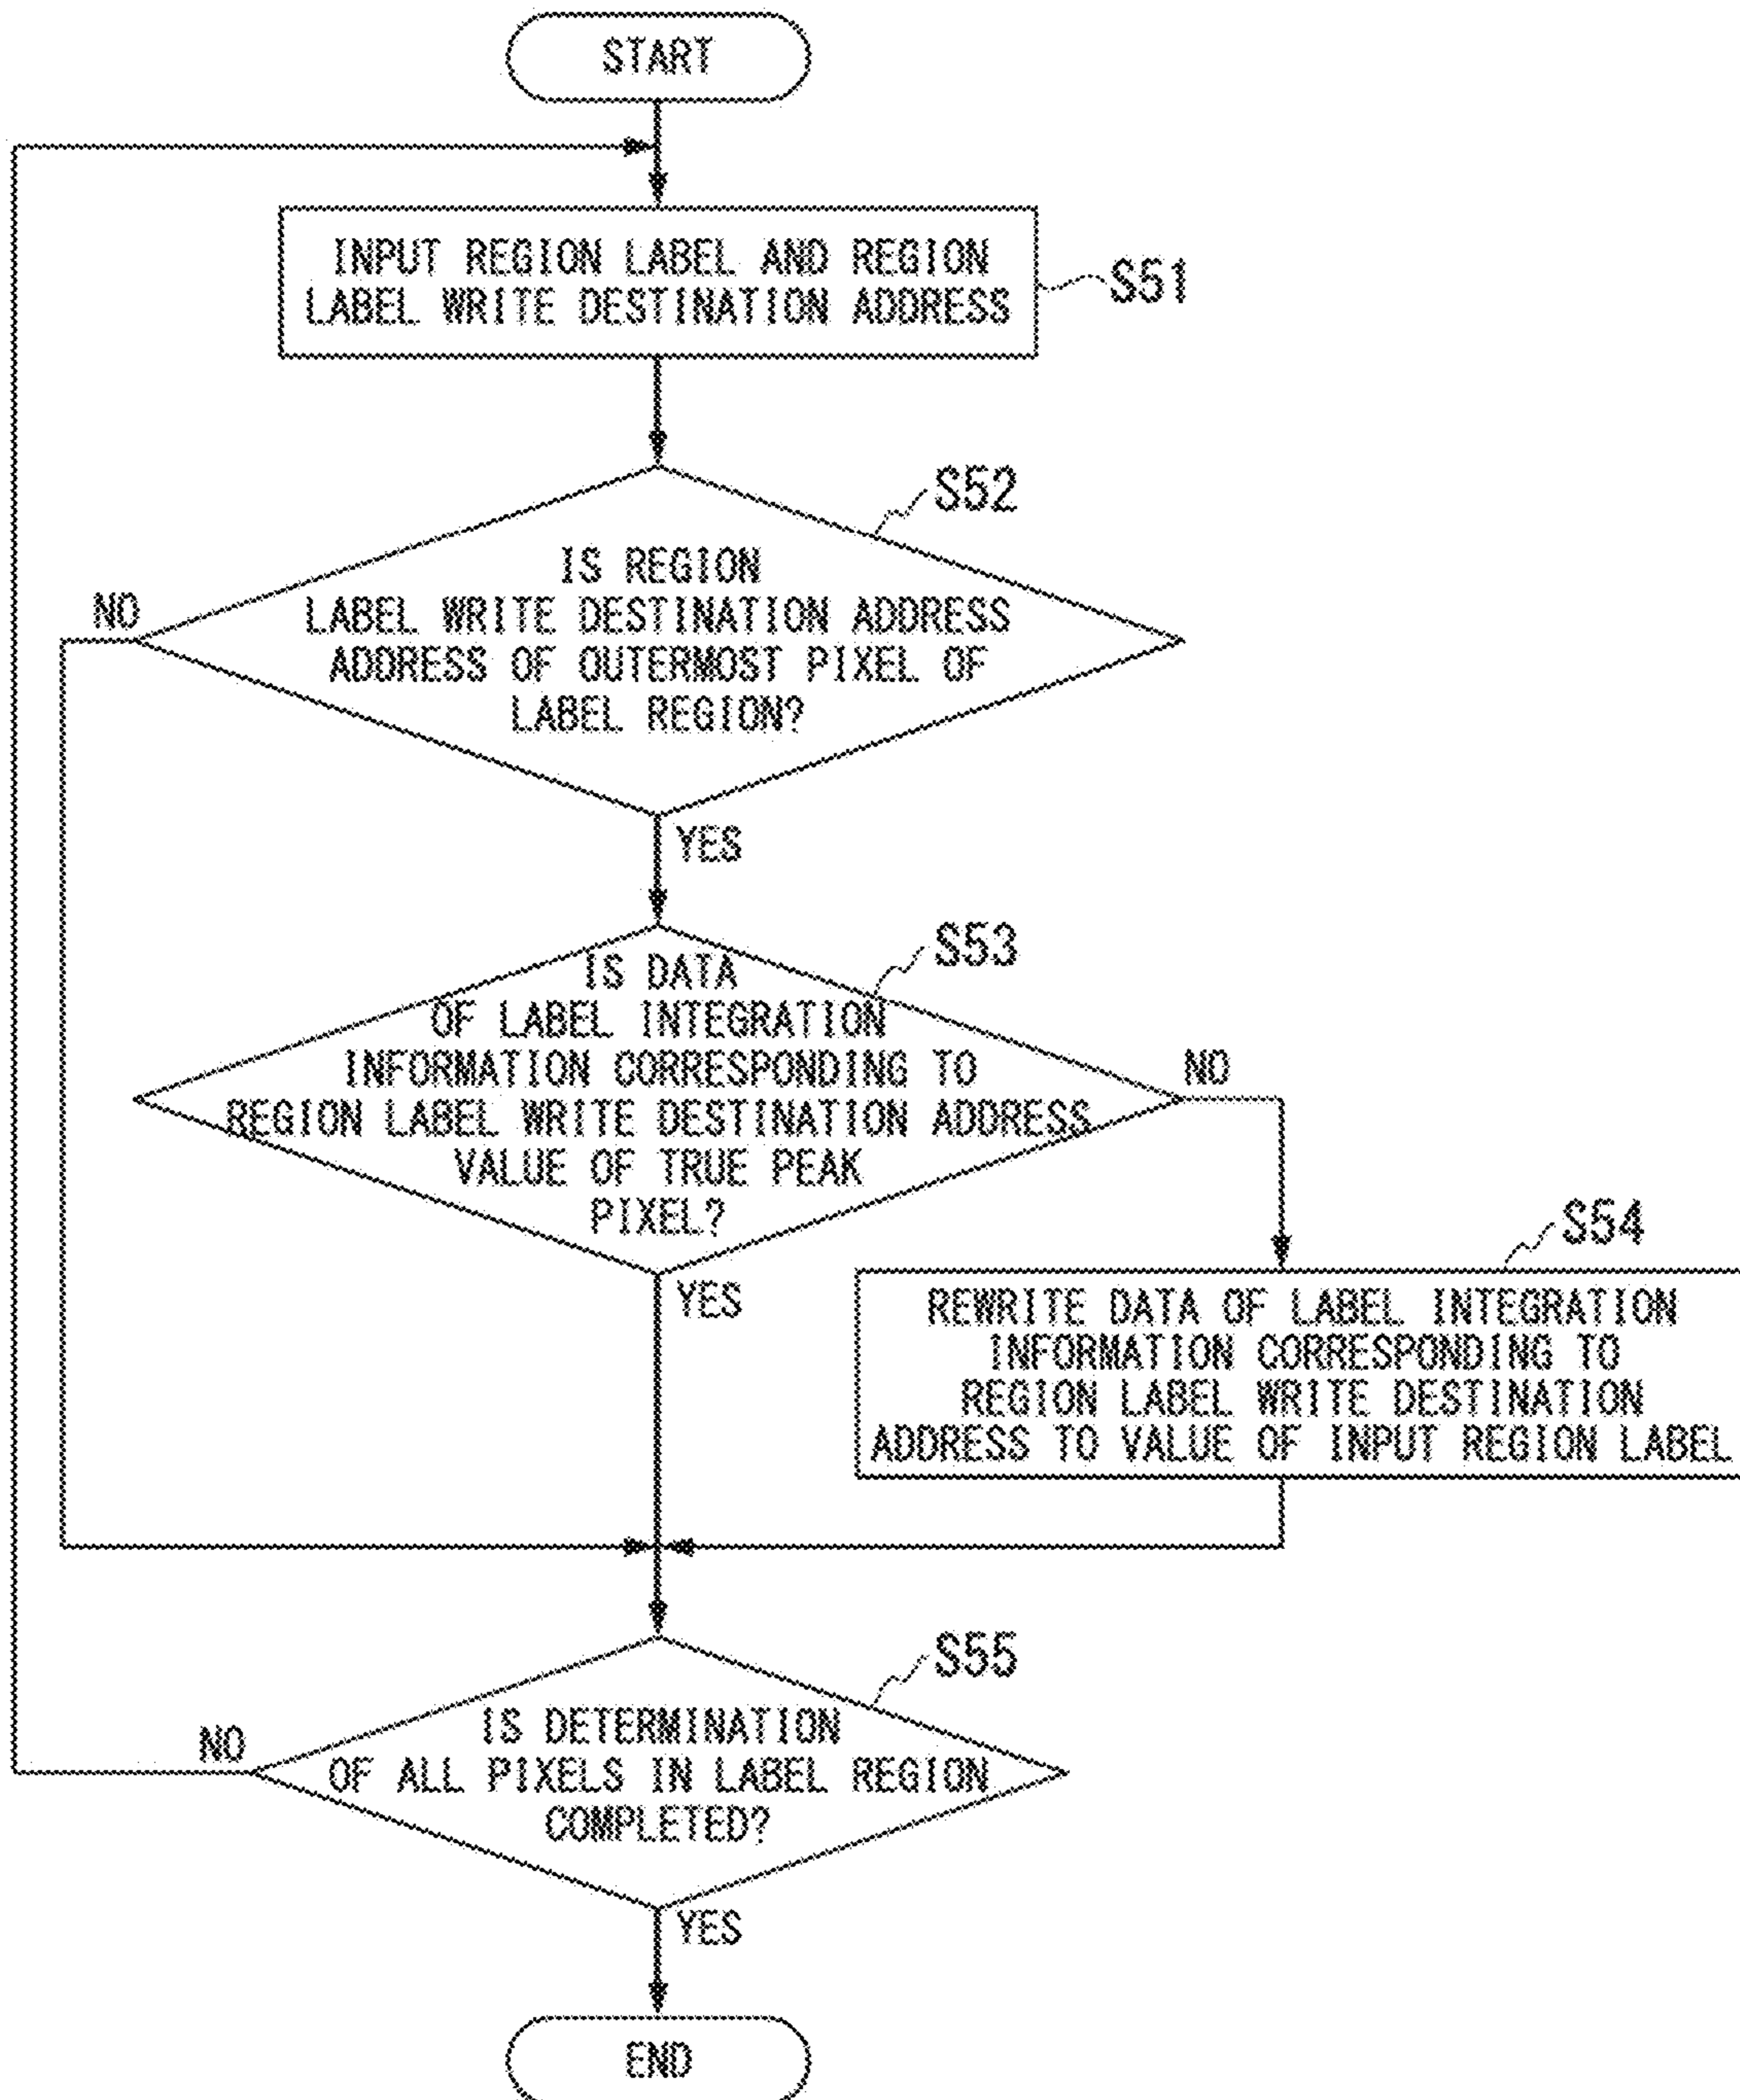 START
INPUT REGION LABEL AND REGION
LABEL WRITE DESTINATION ADDRESS
S51
S52
IS REGION
LABEL WRITE DESTINATION ADDRESS
ADDRESS OF OUTERMOST PIXEL OF
LABEL REGION?
NO
YES
S53
IS DATA
OF LABEL INTEGRATION
INFORMATION CORRESPONDING TO
REGION LABEL WRITE DESTINATION ADDRESS
VALUE OF TRUE PEAK
PIXEL?
NO
YES
S54
REWRITE DATA OF LABEL INTEGRATION
INFORMATION CORRESPONDING TO
REGION LABEL WRITE DESTINATION
ADDRESS TO VALUE OF INPUT REGION LABEL
S55
IS DETERMINATION
OF ALL PIXELS IN LABEL REGION
COMPLETED?
NO
YES
END